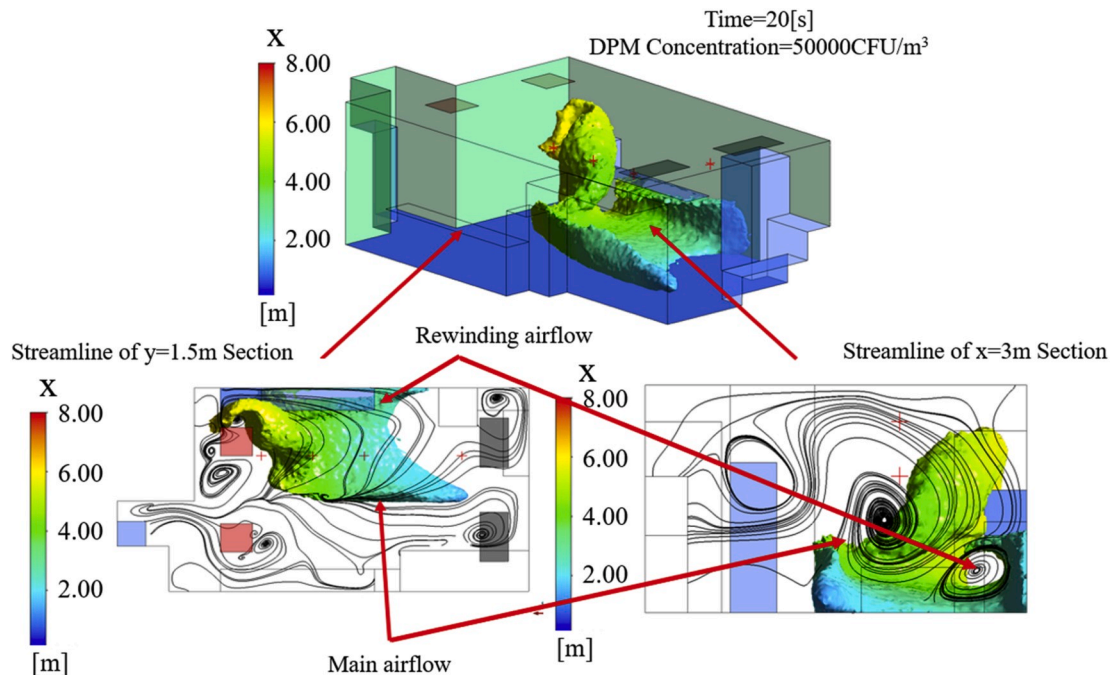 Time=20[s]
DPM Concentration=50000CFU/m³
X
8.00
6.00
4.00
2.00
[m]
Rewinding airflow
Streamline of y=1.5m Section
Streamline of x=3m Section
X
8.00
6.00
4.00
2.00
[m]
X
8.00
6.00
4.00
2.00
[m]
Main airflow